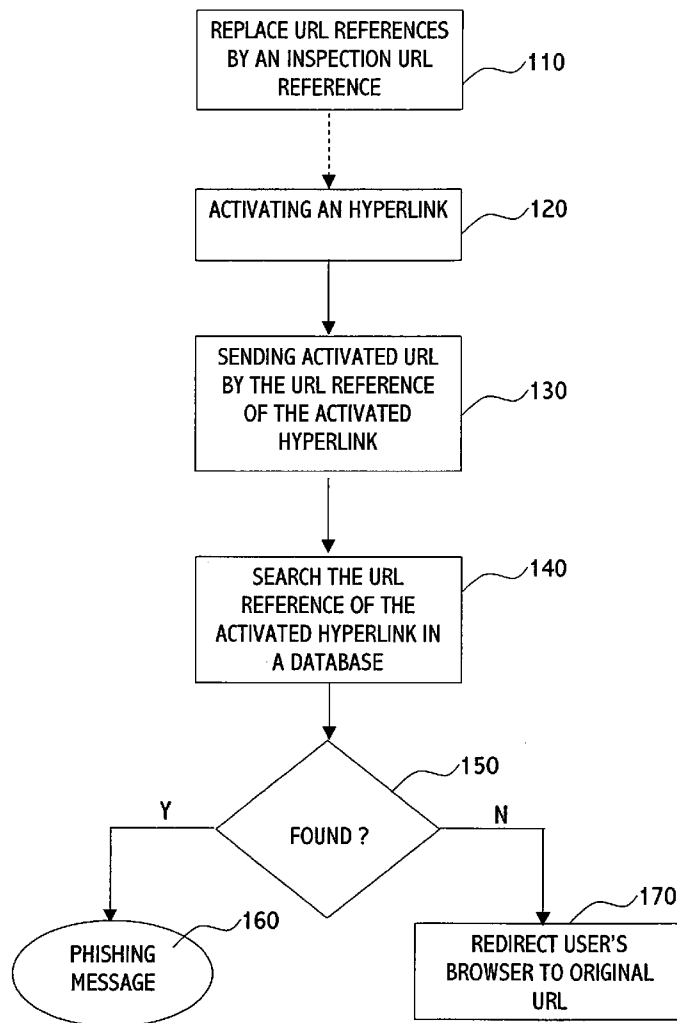 REPLACE URL REFERENCES
BY AN INSPECTION URL
REFERENCE
110
ACTIVATING AN HYPERLINK
120
SENDING ACTIVATED URL
BY THE URL REFERENCE
OF THE ACTIVATED
HYPERLINK
130
SEARCH THE URL
REFERENCE OF THE
ACTIVATED HYPERLINK IN
A DATABASE
140
FOUND ?
150
Y
N
PHISHING
MESSAGE
160
REDIRECT USER'S
BROWSER TO ORIGINAL
URL
170